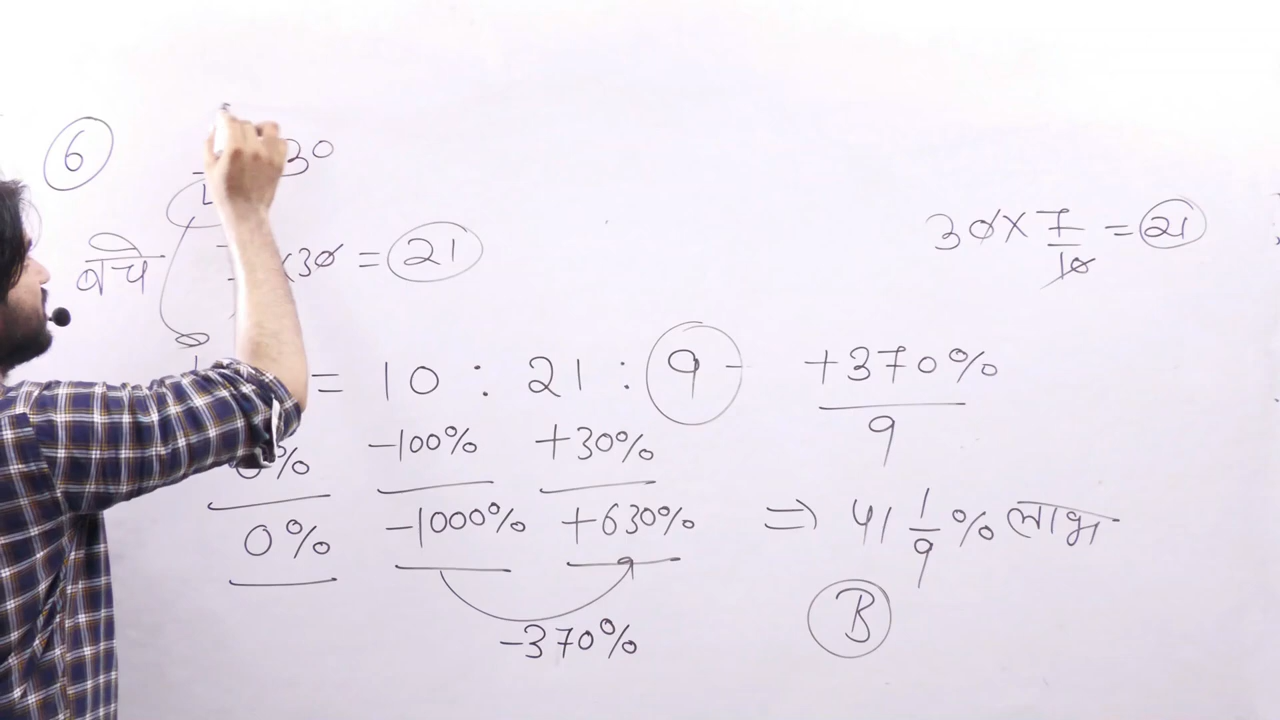 6
30
बचे ×30 = 21
30 × 7/10 = 21
= 10 : 21 : 9
+370%/9
0% -100% +30%
0% -1000% +630%
⇒ 41 1/9 % लाभ
-370%
B